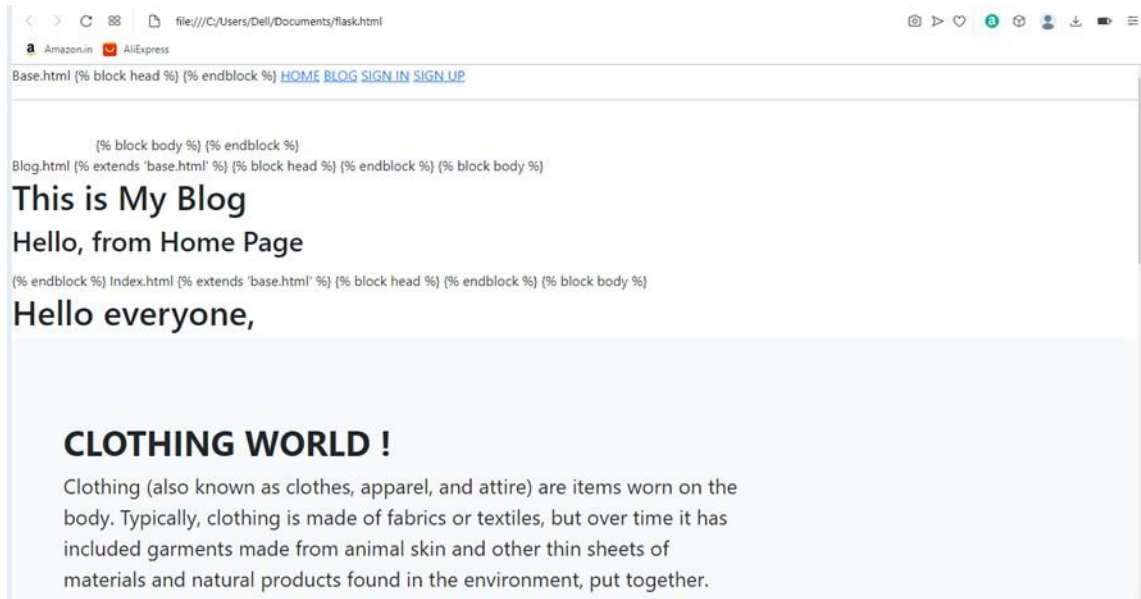 file:///C:/Users/Dell/Documents/flask.html
a Amazon.in AliExpress
Base.html {% block head %} {% endblock %} HOME BLOG SIGN IN SIGN UP
{% block body %} {% endblock %}
Blog.html {% extends 'base.html' %} {% block head %} {% endblock %} {% block body %}
This is My Blog
Hello, from Home Page
{% endblock %} Index.html {% extends 'base.html' %} {% block head %} {% endblock %} {% block body %}
Hello everyone,
CLOTHING WORLD !
Clothing (also known as clothes, apparel, and attire) are items worn on the
body. Typically, clothing is made of fabrics or textiles, but over time it has
included garments made from animal skin and other thin sheets of
materials and natural products found in the environment, put together.